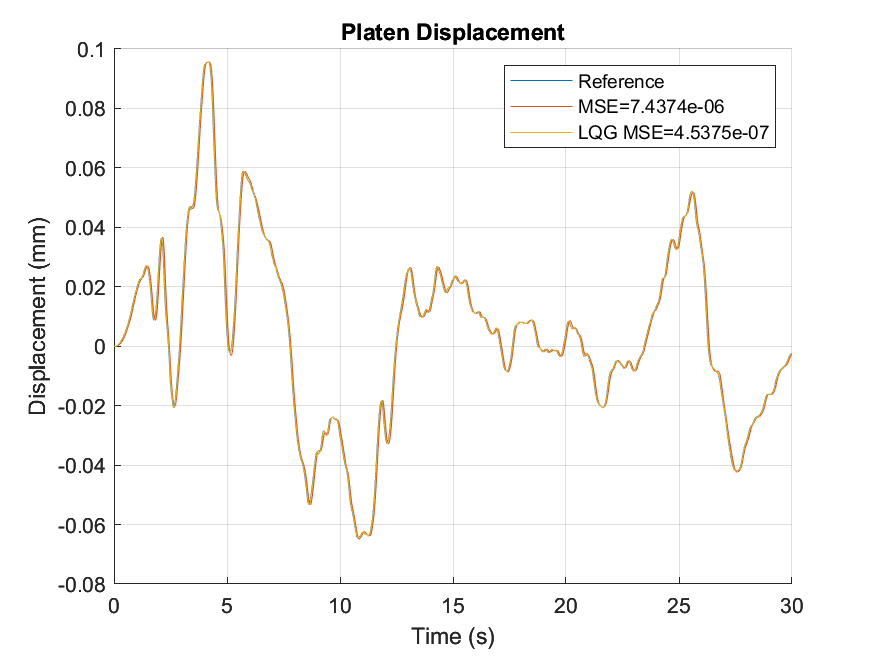 Platen Displacement
0.1
0.08
0.06
0.04
0.02
0
-0.02
-0.04
-0.06
-0.08
Displacement (mm)
Reference
MSE=7.4374e-06
LQG MSE=4.5375e-07
0 5 10 15 20 25 30
Time (s)